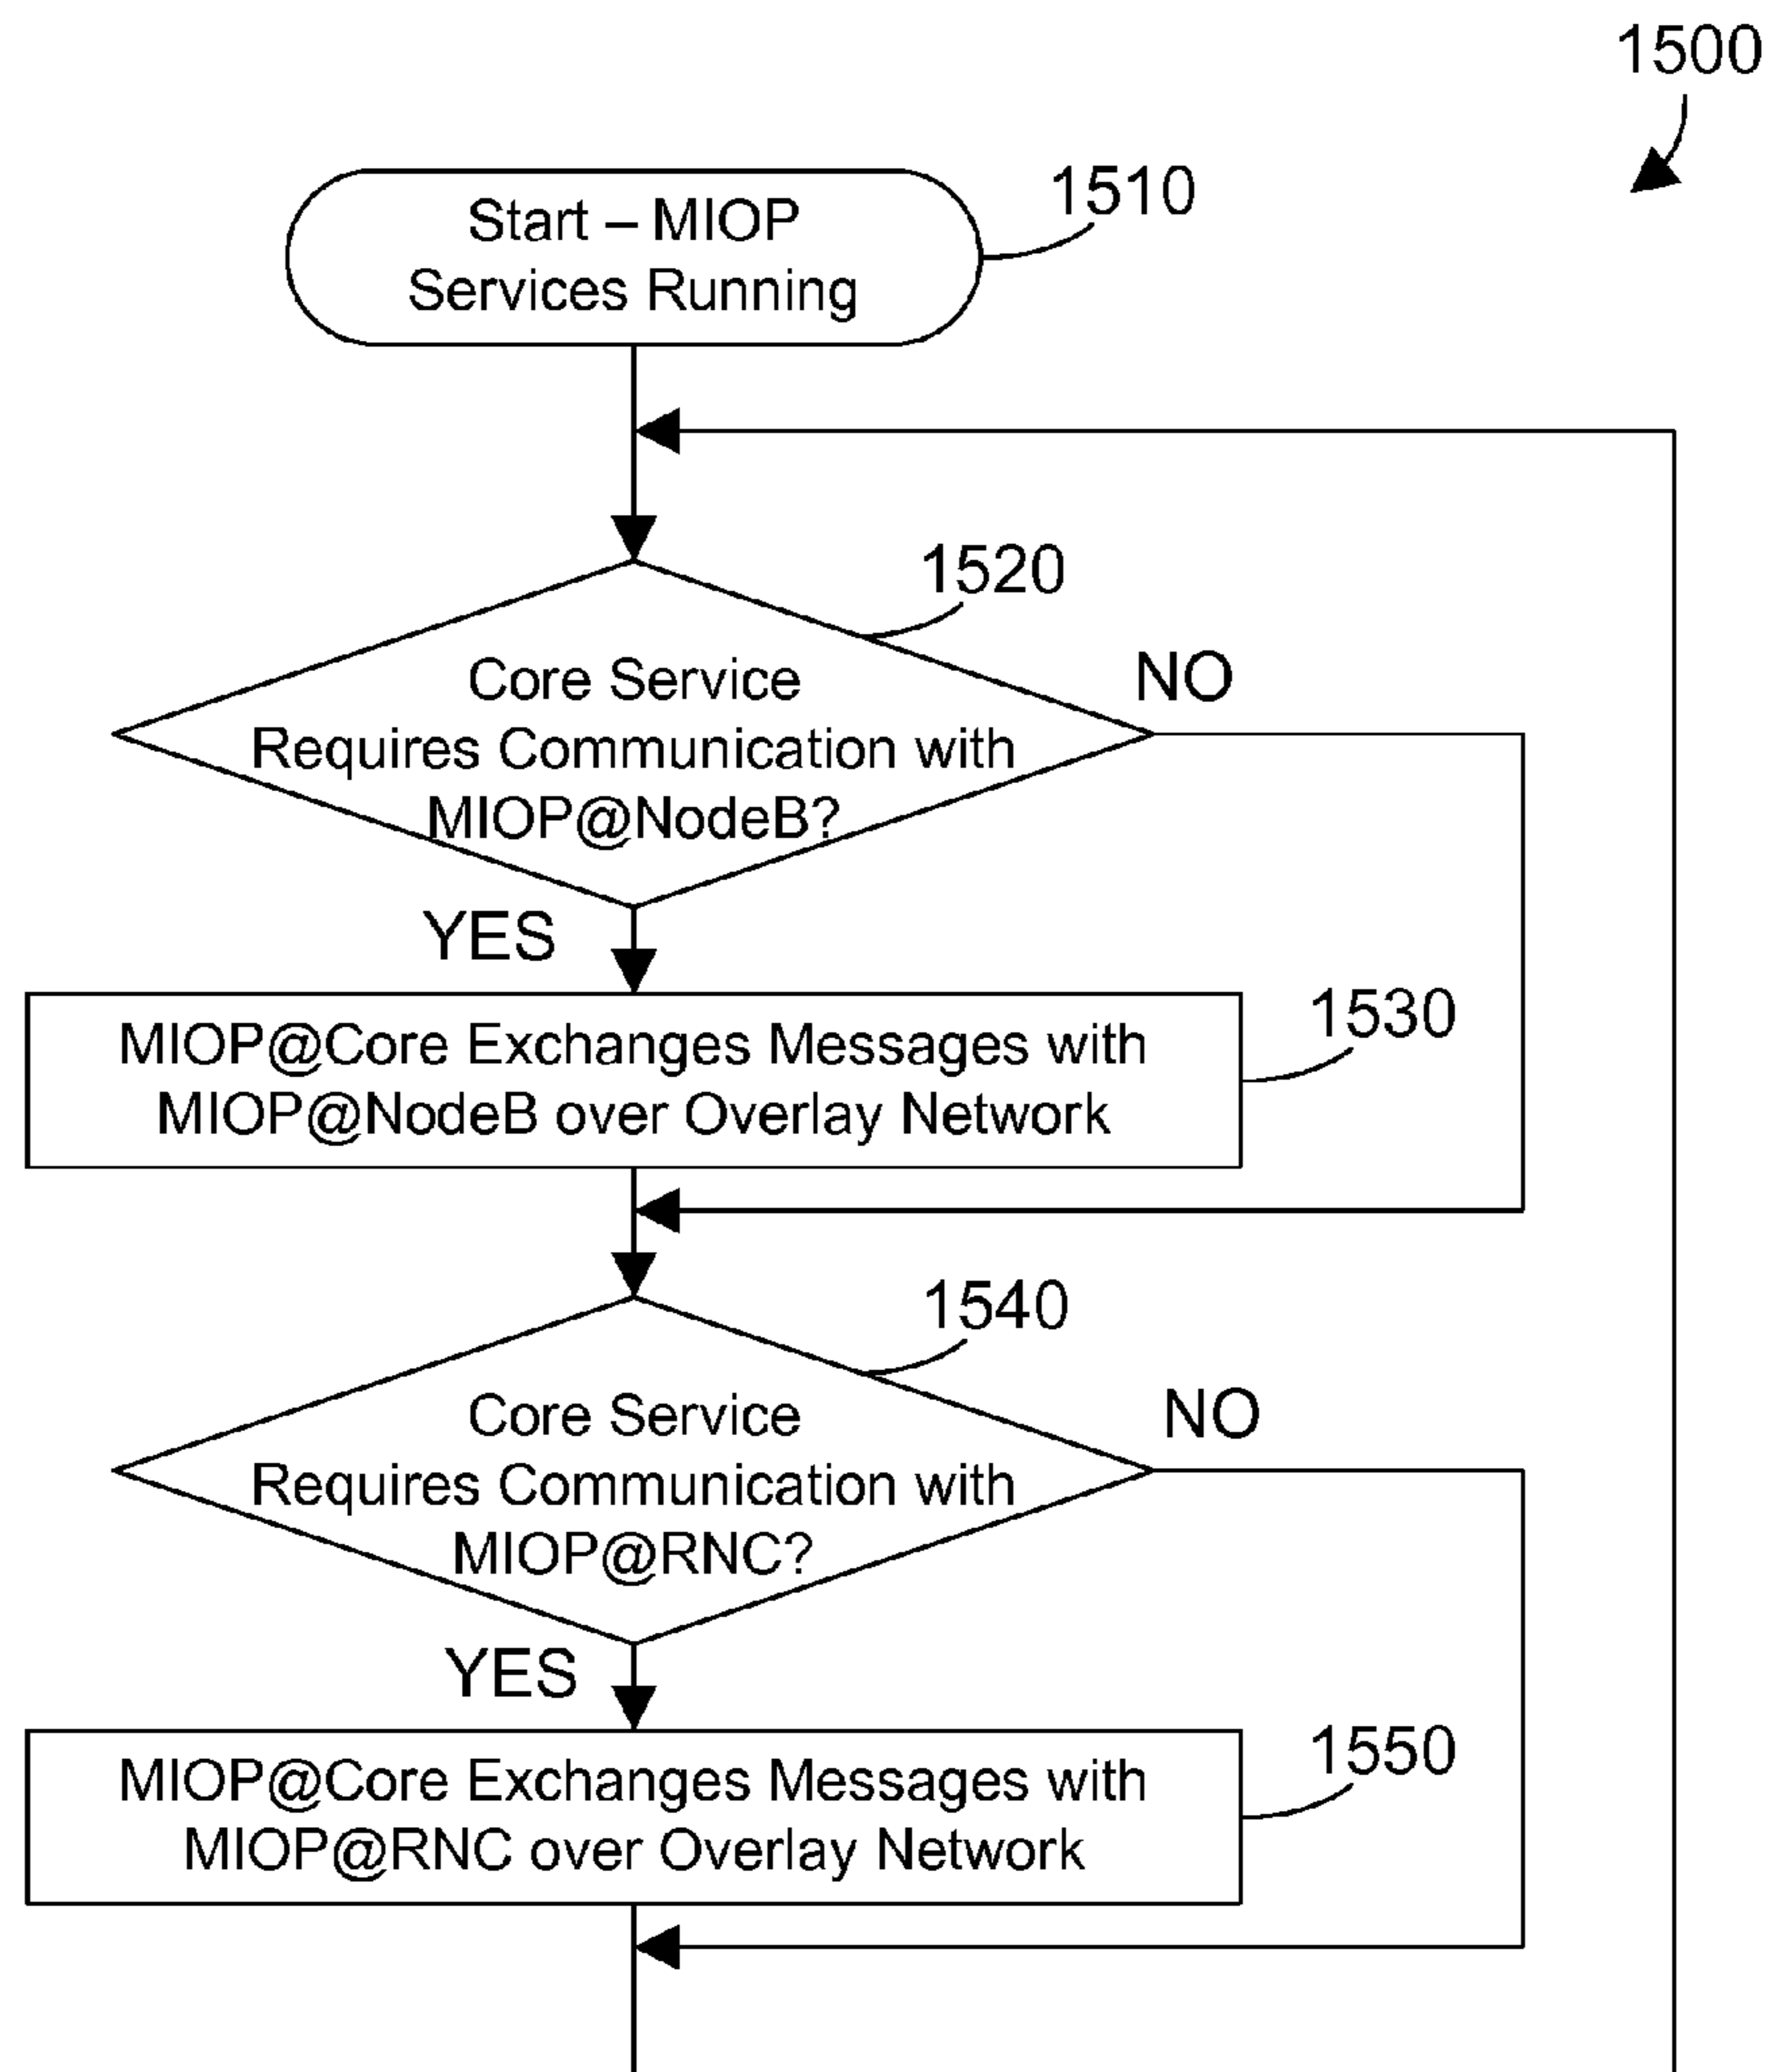 1500
1510
Start – MIOP
Services Running
1520
Core Service
Requires Communication with
MIOP@NodeB?
NO
YES
1530
MIOP@Core Exchanges Messages with
MIOP@NodeB over Overlay Network
1540
Core Service
Requires Communication with
MIOP@RNC?
NO
YES
1550
MIOP@Core Exchanges Messages with
MIOP@RNC over Overlay Network